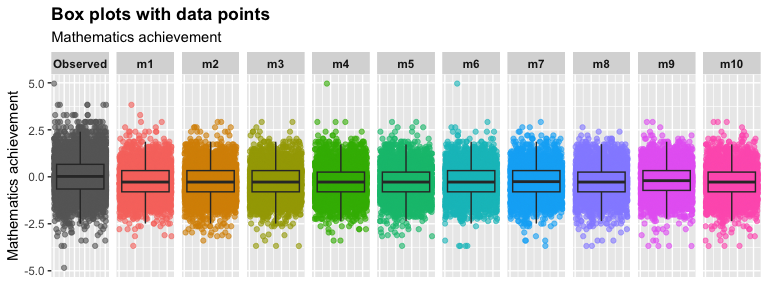 Box plots with data points
Mathematics achievement
Observed m1 m2 m3 m4 m5 m6 m7 m8 m9 m10
Mathematics achievement
5.0
2.5
0.0
-2.5
-5.0